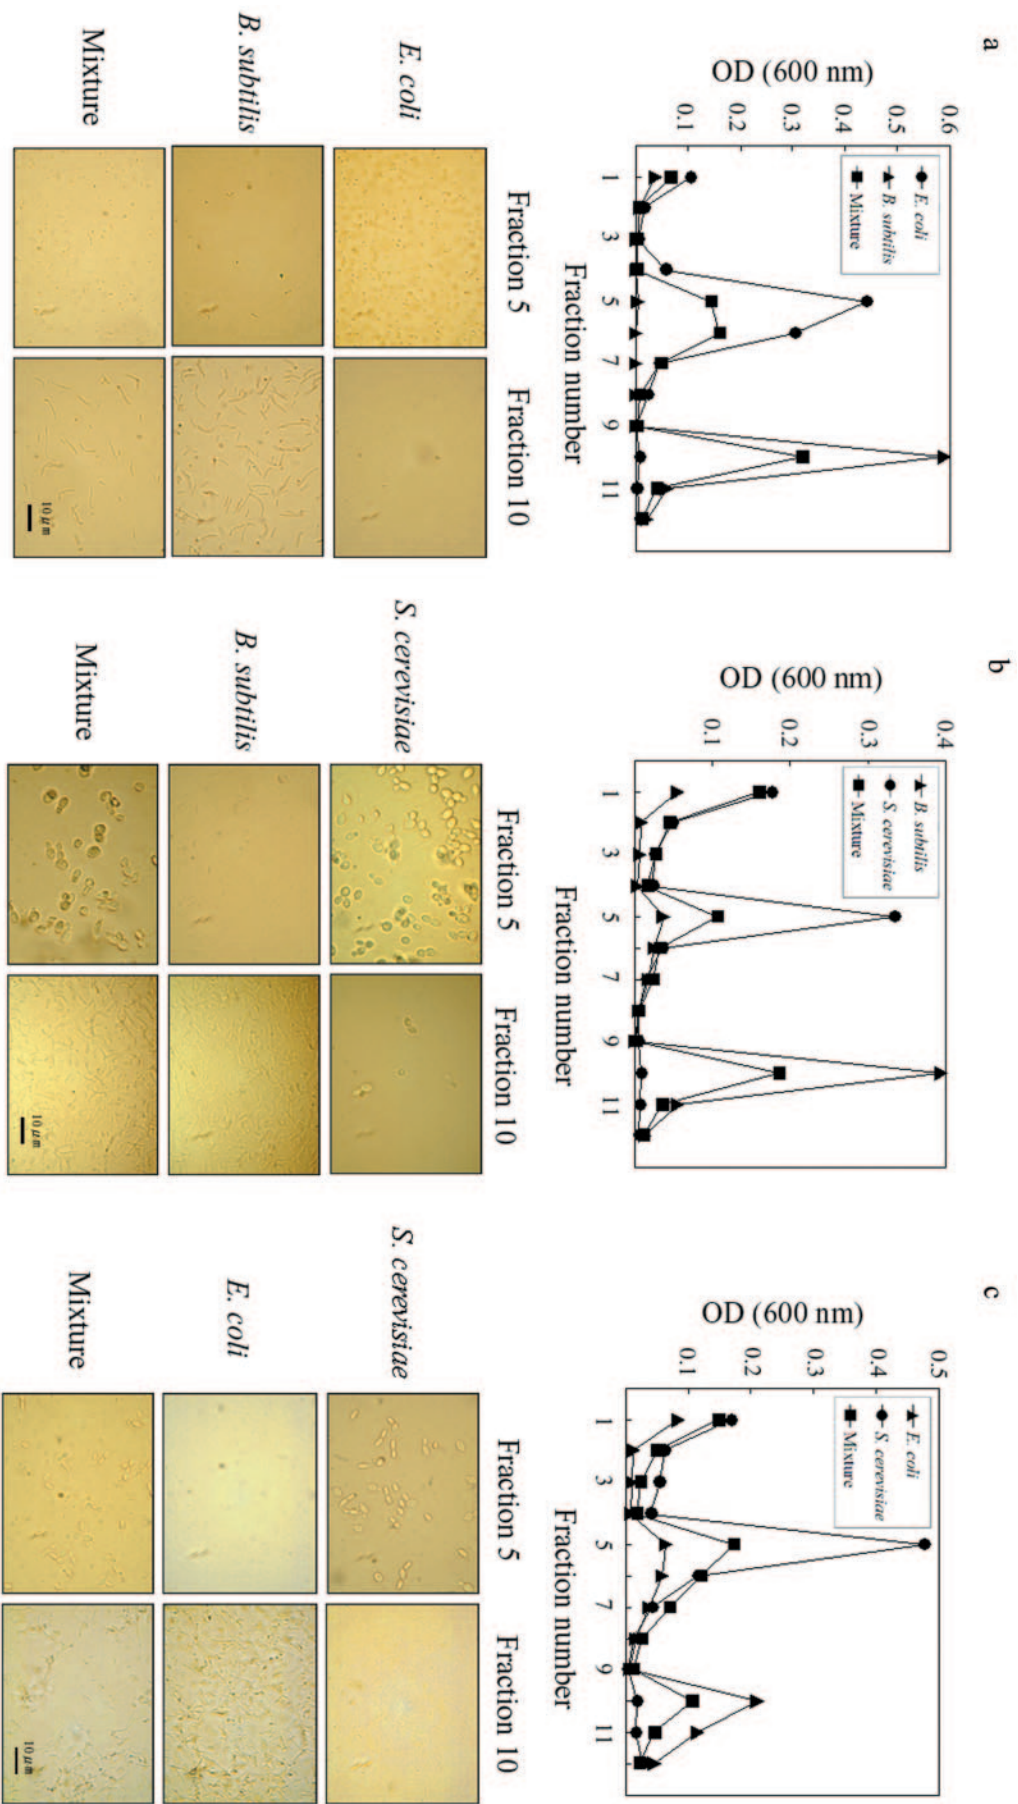 a
OD (600 nm)
0.6
0.5
0.4
0.3
0.2
0.1
E. coli
B. subtilis
Mixture
1 3 5 7 9 11
Fraction number
Fraction 5 Fraction 10
E. coli
B. subtilis
Mixture
10 μm
b
OD (600 nm)
0.4
0.3
0.2
0.1
B. subtilis
S. cerevisiae
Mixture
1 3 5 7 9 11
Fraction number
Fraction 5 Fraction 10
S. cerevisiae
B. subtilis
Mixture
10 μm
c
OD (600 nm)
0.5
0.4
0.3
0.2
0.1
E. coli
S. cerevisiae
Mixture
1 3 5 7 9 11
Fraction number
Fraction 5 Fraction 10
S. cerevisiae
E. coli
Mixture
10 μm